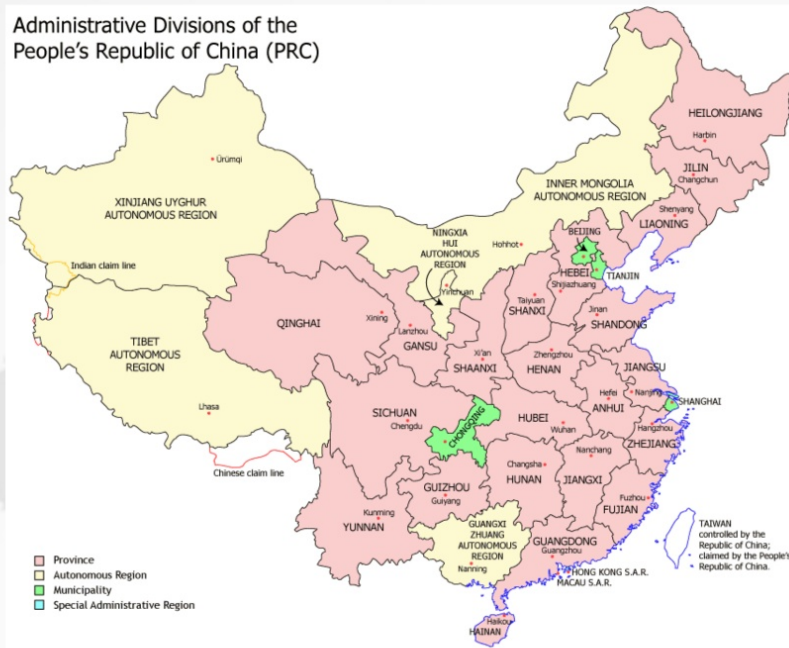 Administrative Divisions of the
People's Republic of China (PRC)
HEILONGJIANG
Harbin
JILIN
Changchun
Ürümqi
XINJIANG UYGHUR
AUTONOMOUS REGION
INNER MONGOLIA
AUTONOMOUS REGION
Shenyang
LIAONING
NINGXIA
HUI
AUTONOMOUS
REGION
Hohhot
BEIJING
Indian claim line
HEBEI
TIANJIN
Shijiazhuang
Yinchuan
Taiyuan
SHANXI
Jinan
SHANDONG
QINGHAI
Xining
Lanzhou
GANSU
TIBET
AUTONOMOUS
REGION
Xi'an
SHAANXI
Zhengzhou
HENAN
JIANGSU
Hefei
Nanjing
ANHUI
SHANGHAI
Lhasa
SICHUAN
Chengdu
CHONGQING
HUBEI
Wuhan
Hangzhou
ZHEJIANG
Chinese claim line
Changsha
HUNAN
Nanchang
JIANGXI
GUIZHOU
Guiyang
Fuzhou
FUJIAN
Kunming
YUNNAN
GUANGXI
ZHUANG
AUTONOMOUS
REGION
Nanning
GUANGDONG
Guangzhou
TAIWAN
controlled by the
Republic of China;
claimed by the People's
Republic of China.
HONG KONG S.A.R.
MACAU S.A.R.
Haikou
HAINAN
Province
Autonomous Region
Municipality
Special Administrative Region